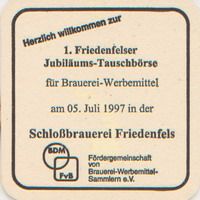 Herzlich willkommen zur
1. Friedenfelser
Jubiläums-Tauschbörse
für Brauerei-Werbemittel
am 05. Juli 1997 in der
Schloßbrauerei Friedenfels
BDM
FvB
Fördergemeinschaft
von
Brauerei-Werbemittel-
Sammlern e.V.